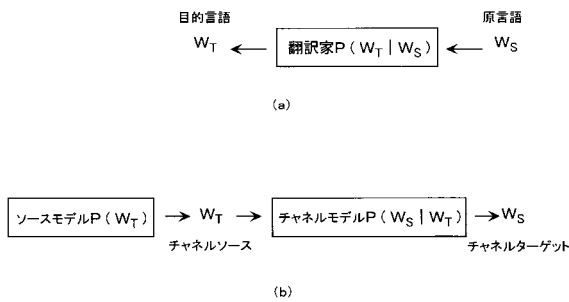 目的言語 原言語
W_T 翻訳家P(W_T|W_S) W_S
(a)
ソースモデルP(W_T) W_T チャネルモデルP(W_S|W_T) W_S
チャネルソース チャネルターゲット
(b)